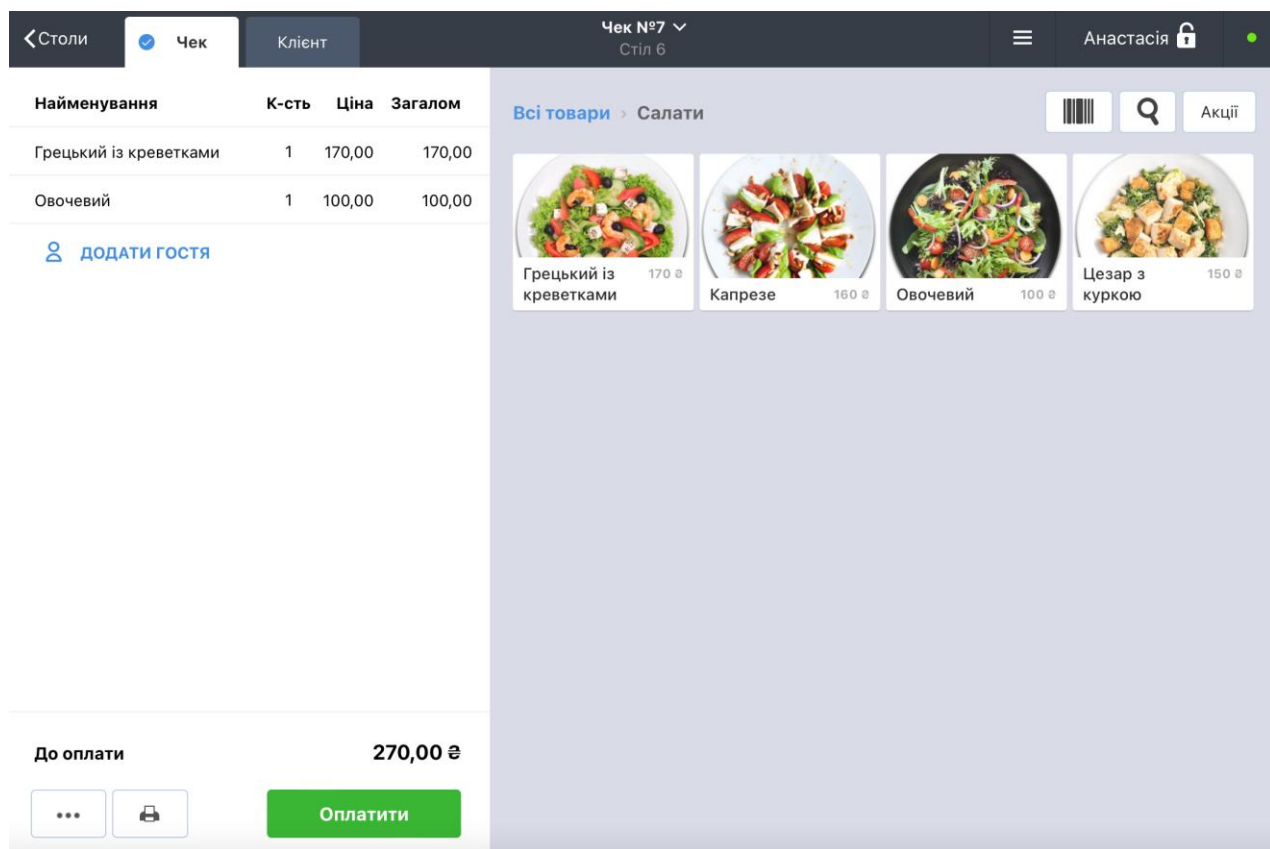 Столи
Чек
Клієнт
Чек №7
Стіл 6
Анастасія
Найменування К-сть Ціна Загалом
Грецький із креветками 1 170,00 170,00
Овочевий 1 100,00 100,00
ДОДАТИ ГОСТЯ
До оплати 270,00 ₴
Оплатити
Всі товари › Салати
Акції
Грецький із 170 ₴
креветками
Капрезе 160 ₴
Овочевий 100 ₴
Цезар з 150 ₴
куркою